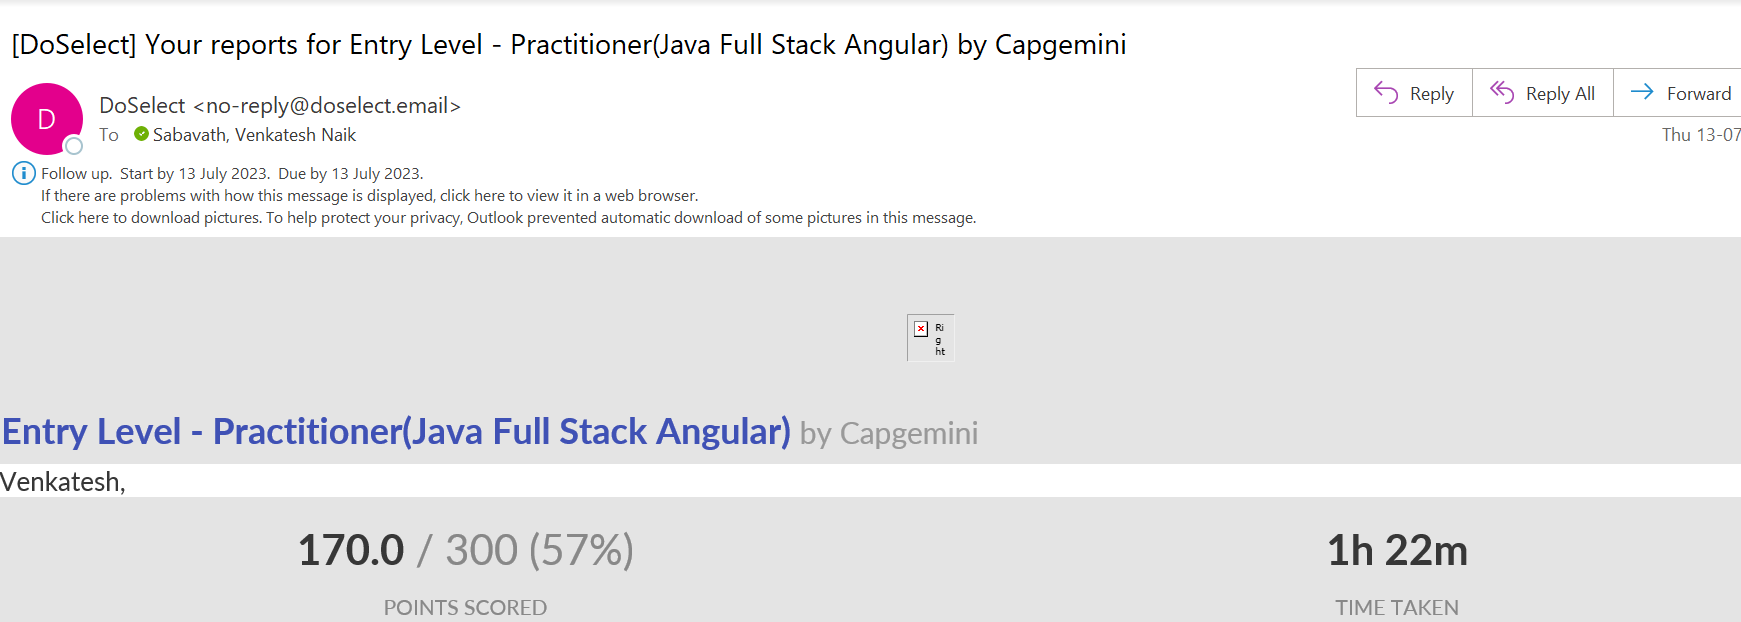 [DoSelect] Your reports for Entry Level - Practitioner(Java Full Stack Angular) by Capgemini
D
DoSelect <no-reply@doselect.email>
To Sabavath, Venkatesh Naik
Reply
Reply All
Forward
Thu 13-07
Follow up. Start by 13 July 2023. Due by 13 July 2023.
If there are problems with how this message is displayed, click here to view it in a web browser.
Click here to download pictures. To help protect your privacy, Outlook prevented automatic download of some pictures in this message.
Ri
g
ht
Entry Level - Practitioner(Java Full Stack Angular) by Capgemini
Venkatesh,
170.0 / 300 (57%)
POINTS SCORED
1h 22m
TIME TAKEN